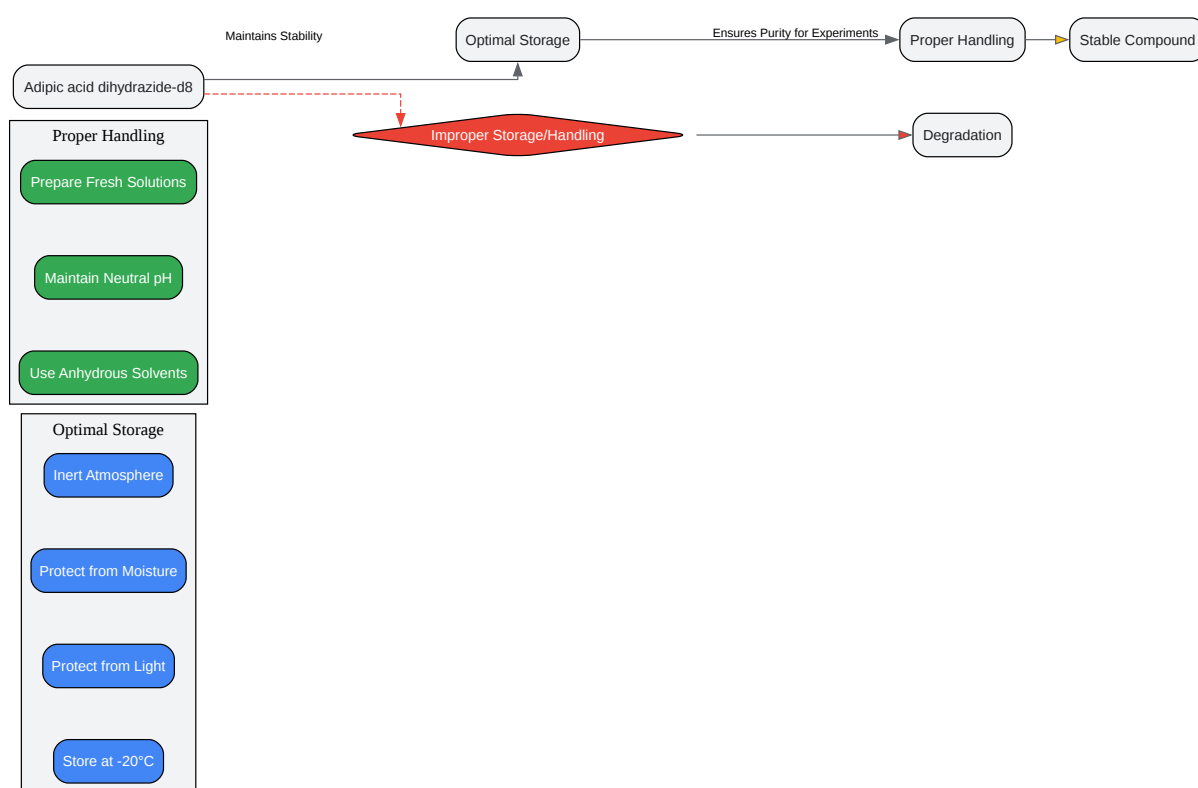 Maintains Stability
Optimal Storage
Ensures Purity for Experiments
Proper Handling
Stable Compound
Adipic acid dihydrazide-d8
Improper Storage/Handling
Degradation
Proper Handling
Prepare Fresh Solutions
Maintain Neutral pH
Use Anhydrous Solvents
Optimal Storage
Inert Atmosphere
Protect from Moisture
Protect from Light
Store at -20°C